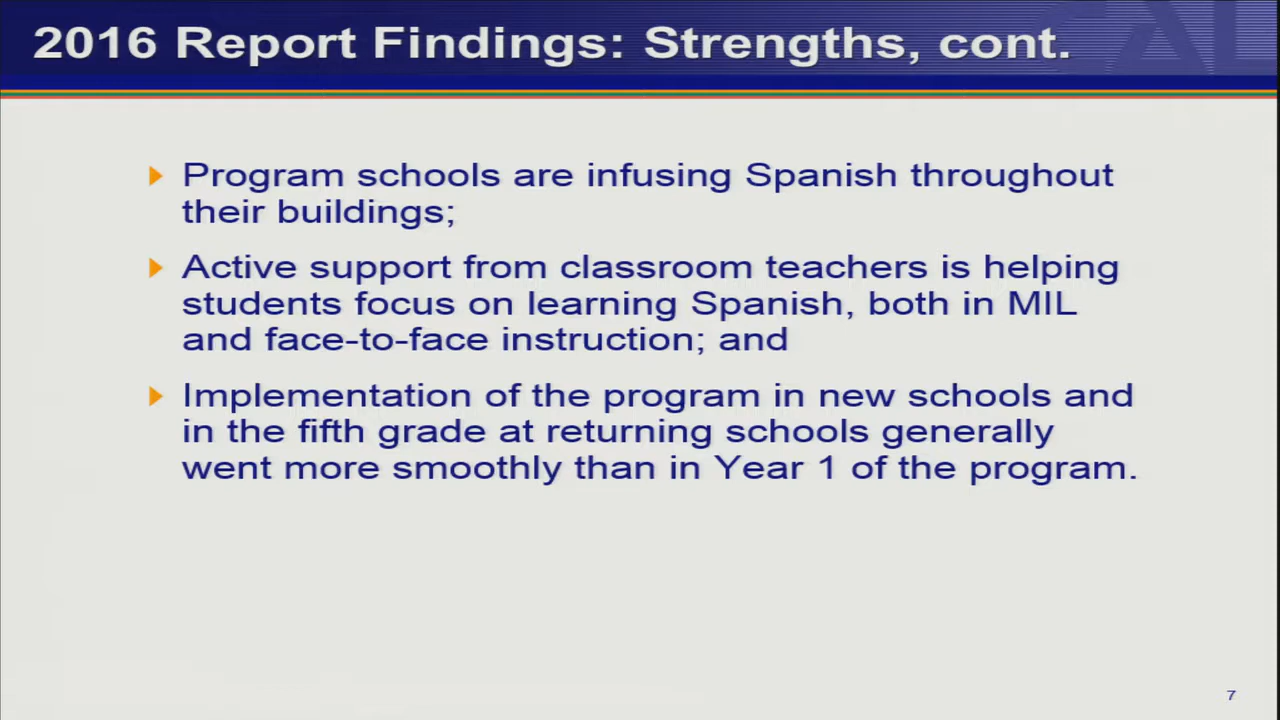 2016 Report Findings: Strengths, cont.
Program schools are infusing Spanish throughout
their buildings;
Active support from classroom teachers is helping
students focus on learning Spanish, both in MIL
and face-to-face instruction; and
Implementation of the program in new schools and
in the fifth grade at returning schools generally
went more smoothly than in Year 1 of the program.
7